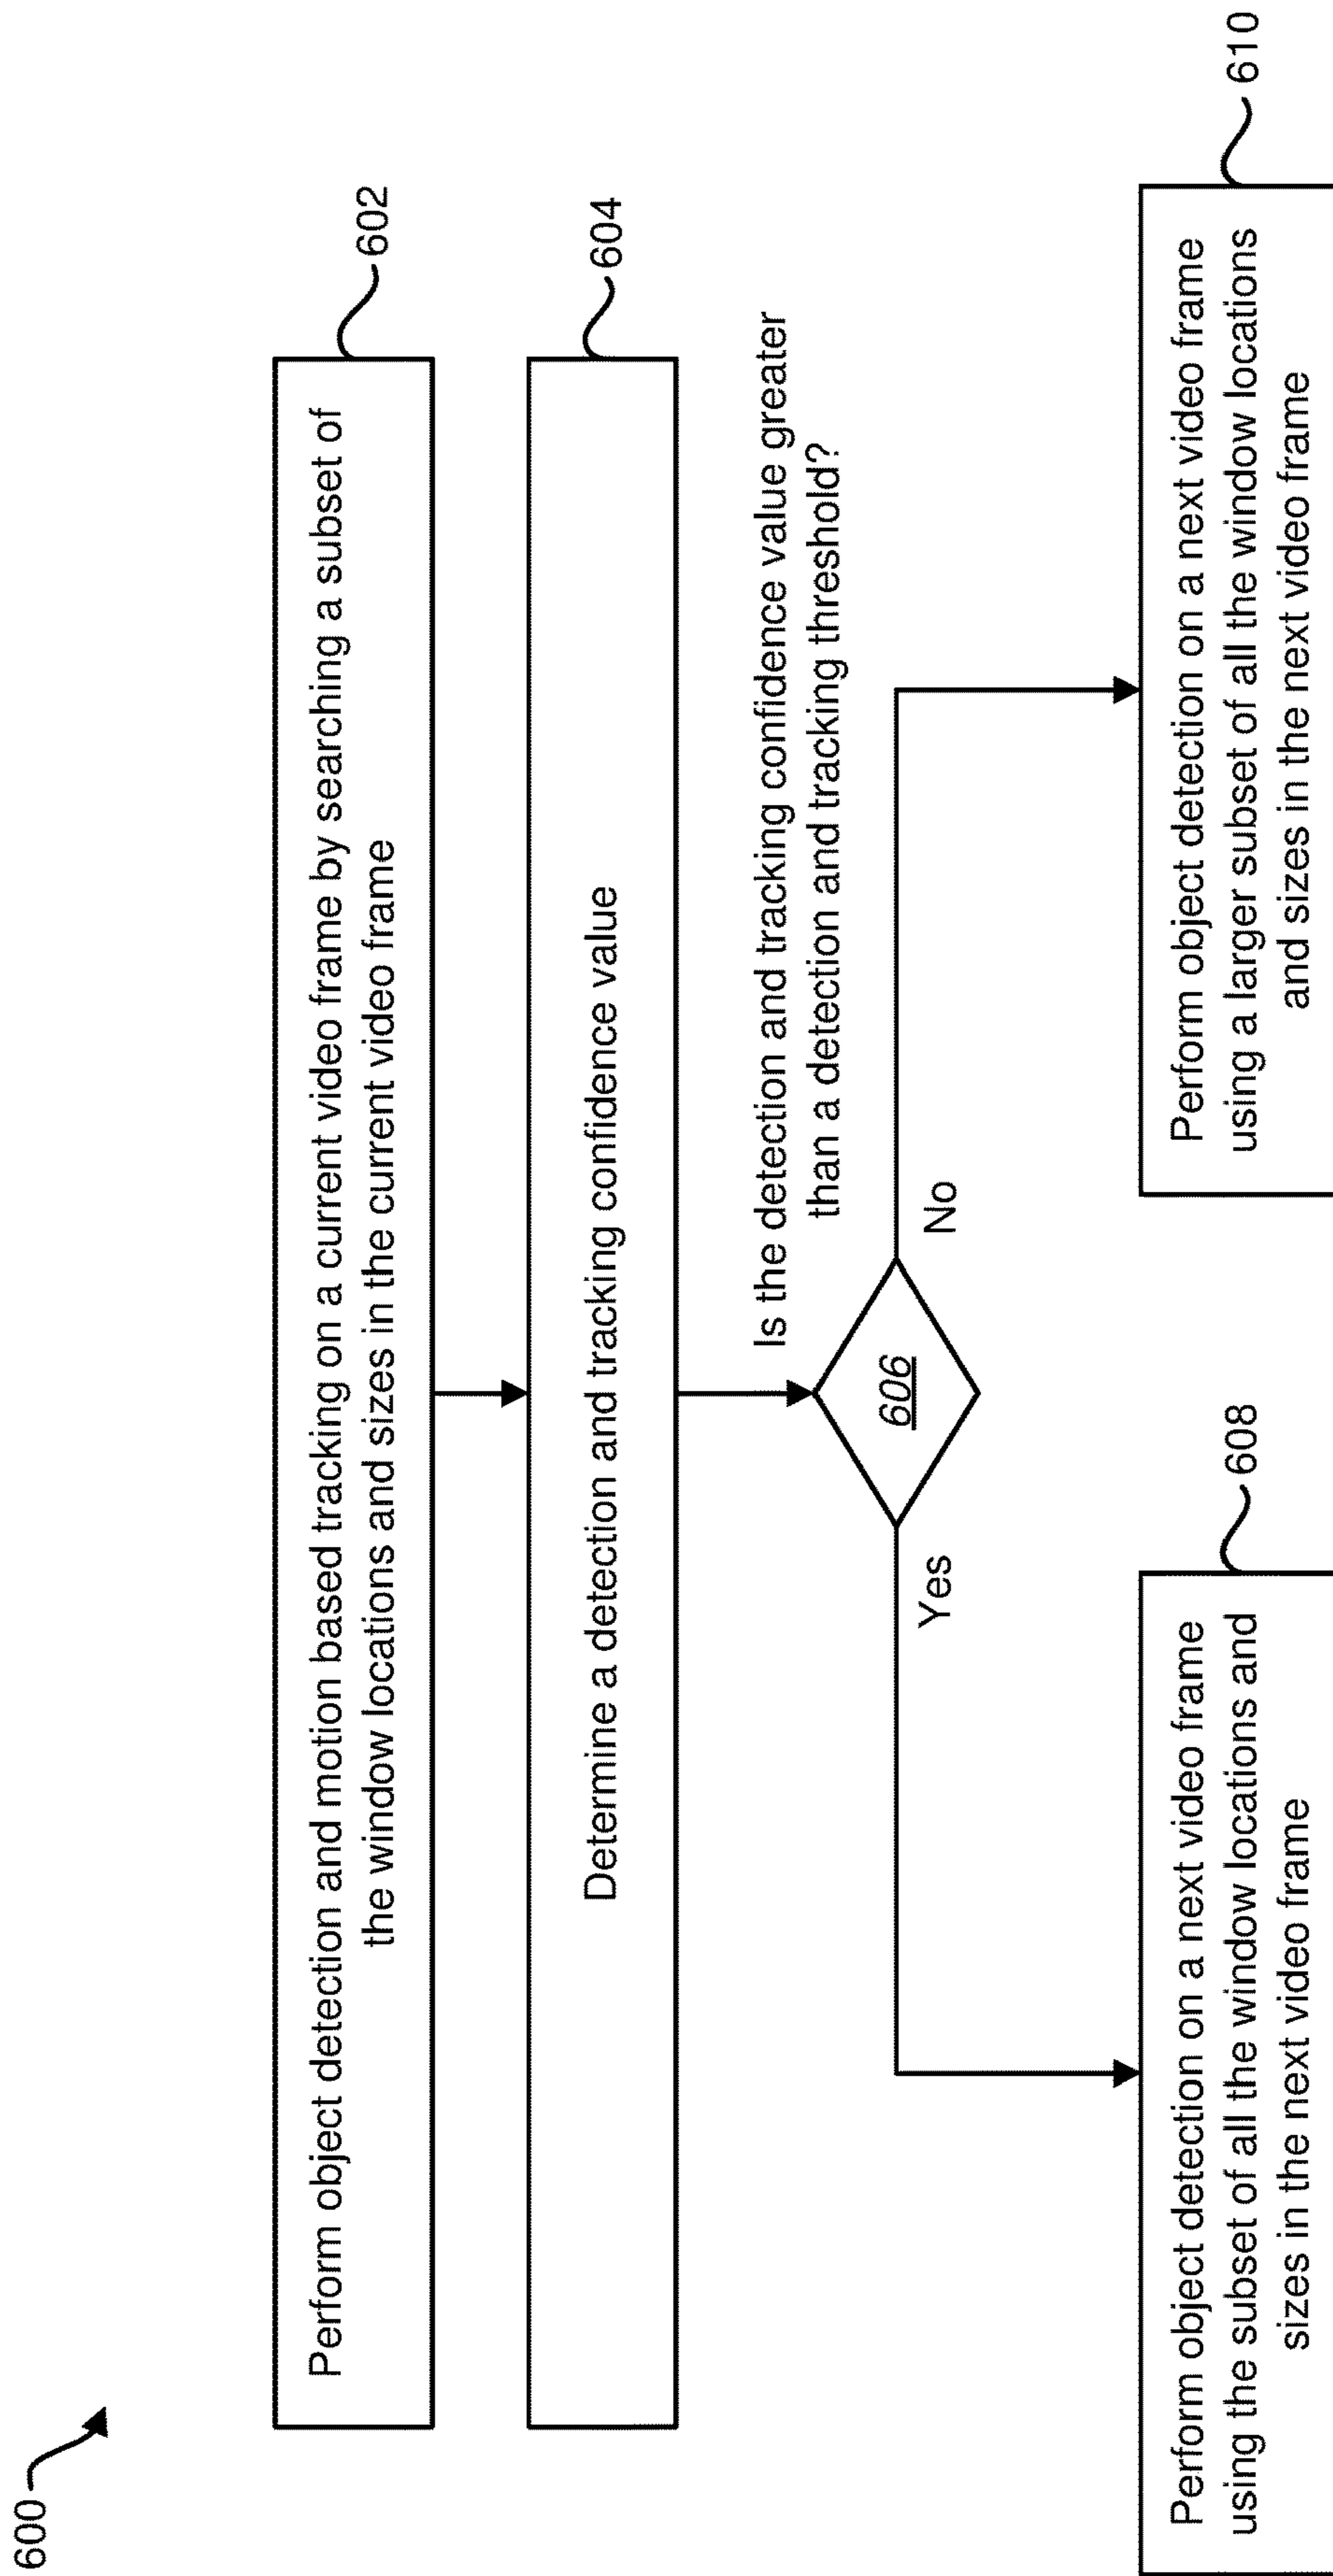 600
Perform object detection and motion based tracking on a current video frame by searching a subset of
the window locations and sizes in the current video frame
602
Determine a detection and tracking confidence value
604
Is the detection and tracking confidence value greater
than a detection and tracking threshold?
606
Yes
No
Perform object detection on a next video frame
using the subset of all the window locations and
sizes in the next video frame
608
Perform object detection on a next video frame
using a larger subset of all the window locations
and sizes in the next video frame
610